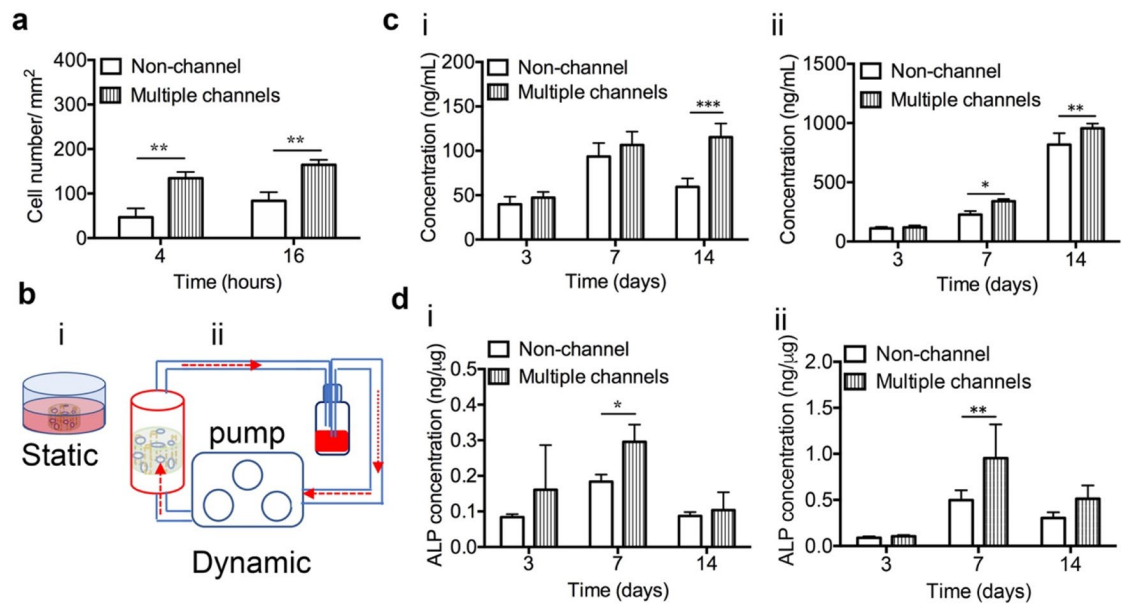 a
Cell number/ mm²
400
300
200
100
0
Non-channel
Multiple channels
**
**
4
16
Time (hours)
b
i
ii
Static
pump
Dynamic
c
i
Concentration (ng/mL)
200
150
100
50
0
Non-channel
Multiple channels
***
3
7
14
Time (days)
ii
Concentration (ng/mL)
1500
1000
500
0
Non-channel
Multiple channels
*
**
3
7
14
Time (days)
d
i
ALP concentration (ng/μg)
0.5
0.4
0.3
0.2
0.1
0.0
Non-channel
Multiple channels
*
3
7
14
Time (days)
ii
ALP concentration (ng/μg)
2.0
1.5
1.0
0.5
0.0
Non-channel
Multiple channels
**
3
7
14
Time (days)